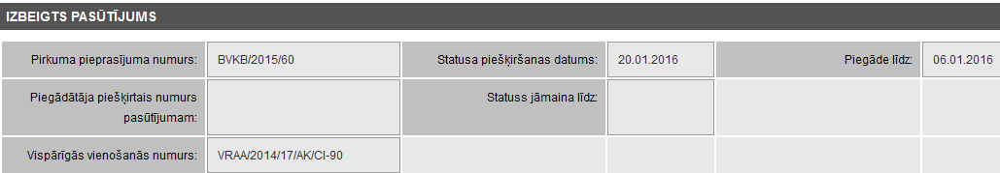 IZBEIGTS PASŪTĪJUMS
Pirkuma pieprasījuma numurs: BVKB/2015/60 Statusa piešķiršanas datums: 20.01.2016 Piegāde līdz: 06.01.2016
Piegādātāja piešķirtais numurs Statuss jāmaina līdz:
pasūtījumam:
Vispārīgās vienošanās numurs: VRAA/2014/17/AK/CI-90